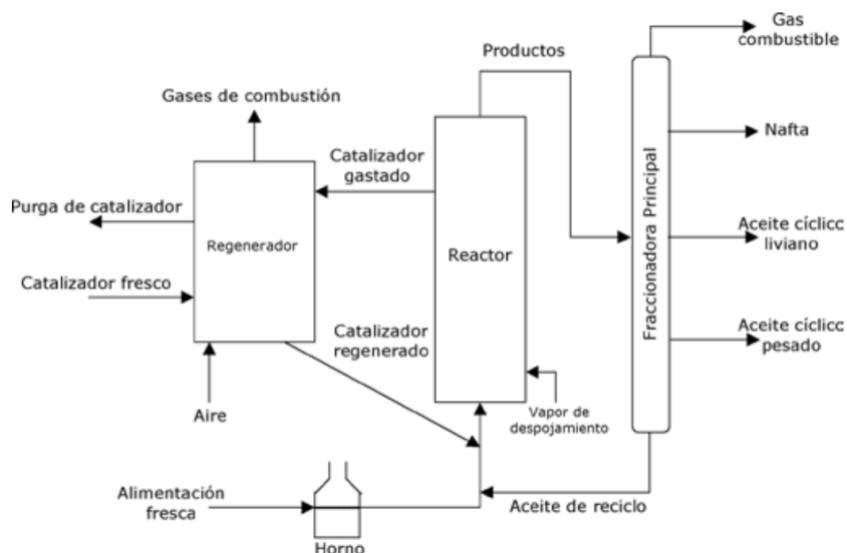 Gas
combustible
Productos
Gases de combustión
Nafta
Catalizador
gastado
Purga de catalizador
Regenerador
Reactor
Fraccionadora Principal
Aceite cíclicc
liviano
Catalizador fresco
Catalizador
regenerado
Aceite cíclicc
pesado
Aire
Vapor de
despojamiento
Alimentación
fresca
Aceite de reciclo
Horno